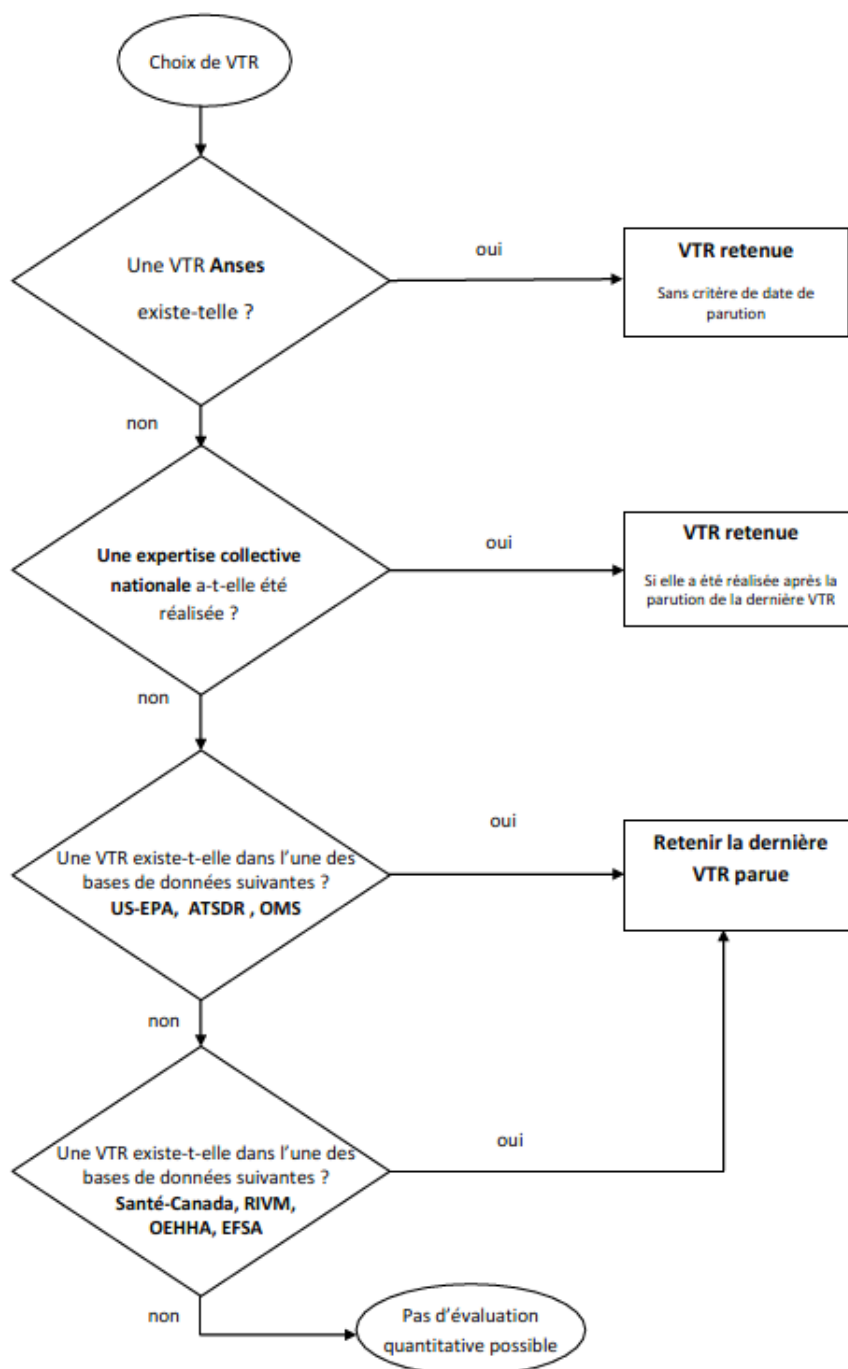 Choix de VTR
Une VTR Anses
existe-telle ?
oui
VTR retenue
Sans critère de date de
parution
non
Une expertise collective
nationale a-t-elle été
réalisée ?
oui
VTR retenue
Si elle a été réalisée après la
parution de la dernière VTR
non
Une VTR existe-t-elle dans l’une des
bases de données suivantes ?
US-EPA, ATSDR , OMS
oui
Retenir la dernière
VTR parue
non
Une VTR existe-t-elle dans l’une des
bases de données suivantes ?
Santé-Canada, RIVM,
OEHHA, EFSA
oui
non
Pas d’évaluation
quantitative possible